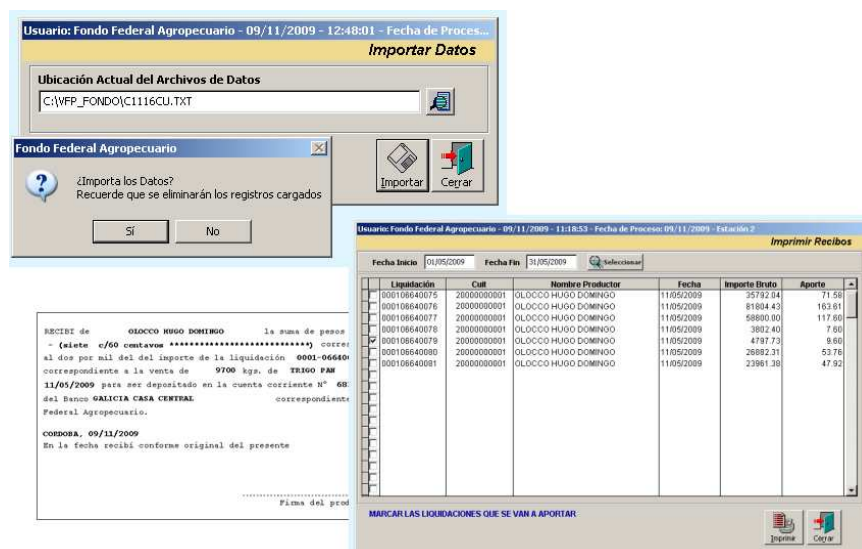 Usuario: Fondo Federal Agropecuario - 09/11/2009 - 12:48:01 - Fecha de Proces...
Importar Datos
Ubicación Actual del Archivos de Datos
C:\VFP_FONDO\C1116CU.TXT
Importar
Cerrar
Fondo Federal Agropecuario
¿Importa los Datos?
Recuerde que se eliminarán los registros cargados
Sí
No
RECIBI de OLOCCO HUGO DOMINGO la suma de pesos
- (siete c/60 centavos ****************************) corres
al dos por mil del del importe de la liquidación 0001-066400
correspondiente a la venta de 9700 kgs. de TRIGO PAN
11/05/2009 para ser depositado en la cuenta corriente N° 68
del Banco GALICIA CASA CENTRAL correspondiente
Federal Agropecuario.
CORDOBA, 09/11/2009
En la fecha recibí conforme original del presente
Firma del prod
Usuario: Fondo Federal Agropecuario - 09/11/2009 - 11:18:53 - Fecha de Proceso: 09/11/2009 - Estación 2
Imprimir Recibos
Fecha Inicio 01/05/2009 Fecha Fin 31/05/2009 Seleccionar
Liquidación Cuit Nombre Productor Fecha Importe Bruto Aporte
000106640075 20000000001 OLOCCO HUGO DOMINGO 11/05/2009 35792.04 71.58
000106640076 20000000001 OLOCCO HUGO DOMINGO 11/05/2009 81804.43 163.61
000106640077 20000000001 OLOCCO HUGO DOMINGO 11/05/2009 58800.00 117.60
000106640078 20000000001 OLOCCO HUGO DOMINGO 11/05/2009 3802.40 7.60
000106640079 20000000001 OLOCCO HUGO DOMINGO 11/05/2009 4797.73 9.60
000106640080 20000000001 OLOCCO HUGO DOMINGO 11/05/2009 26882.31 53.76
000106640081 20000000001 OLOCCO HUGO DOMINGO 11/05/2009 23961.38 47.92
MARCAR LAS LIQUIDACIONES QUE SE VAN A APORTAR
Imprime
Cerrar